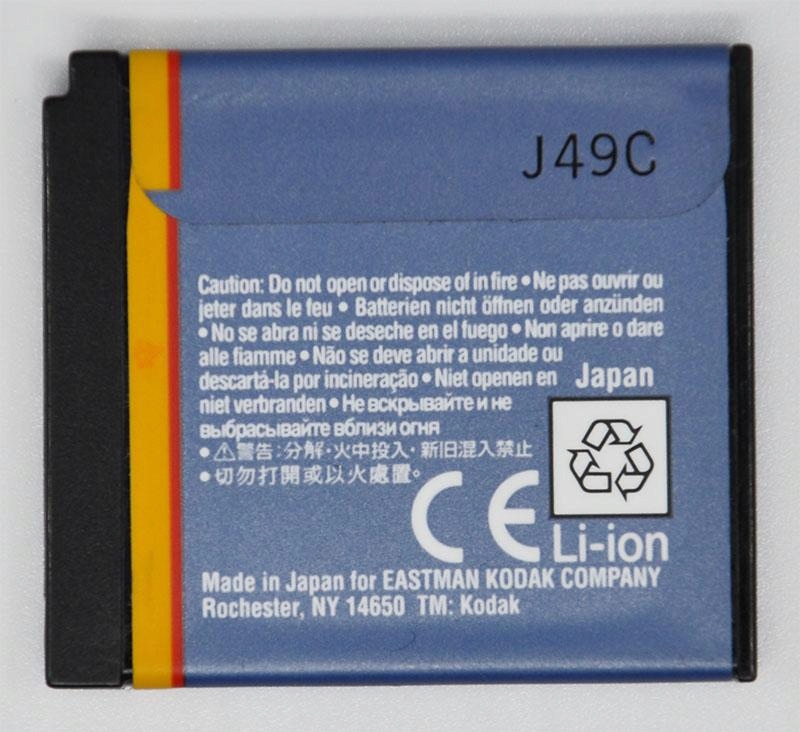 J49C
Caution: Do not open or dispose of in fire • Ne pas ouvrir ou
jeter dans le feu • Batterien nicht öffnen oder anzünden
• No se abra ni se deseche en el fuego • Non aprire o dare
alle fiamme • Não se deve abrir a unidade ou
descartá-la por incineração • Niet openen en
niet verbranden • Не вскрывайте и не
выбрасывайте вблизи огня
• ⚠警告:分解・火中投入・新旧混入禁止
• 切勿打開或以火處置。
Japan
CE
Li-ion
Made in Japan for EASTMAN KODAK COMPANY
Rochester, NY 14650 TM: Kodak